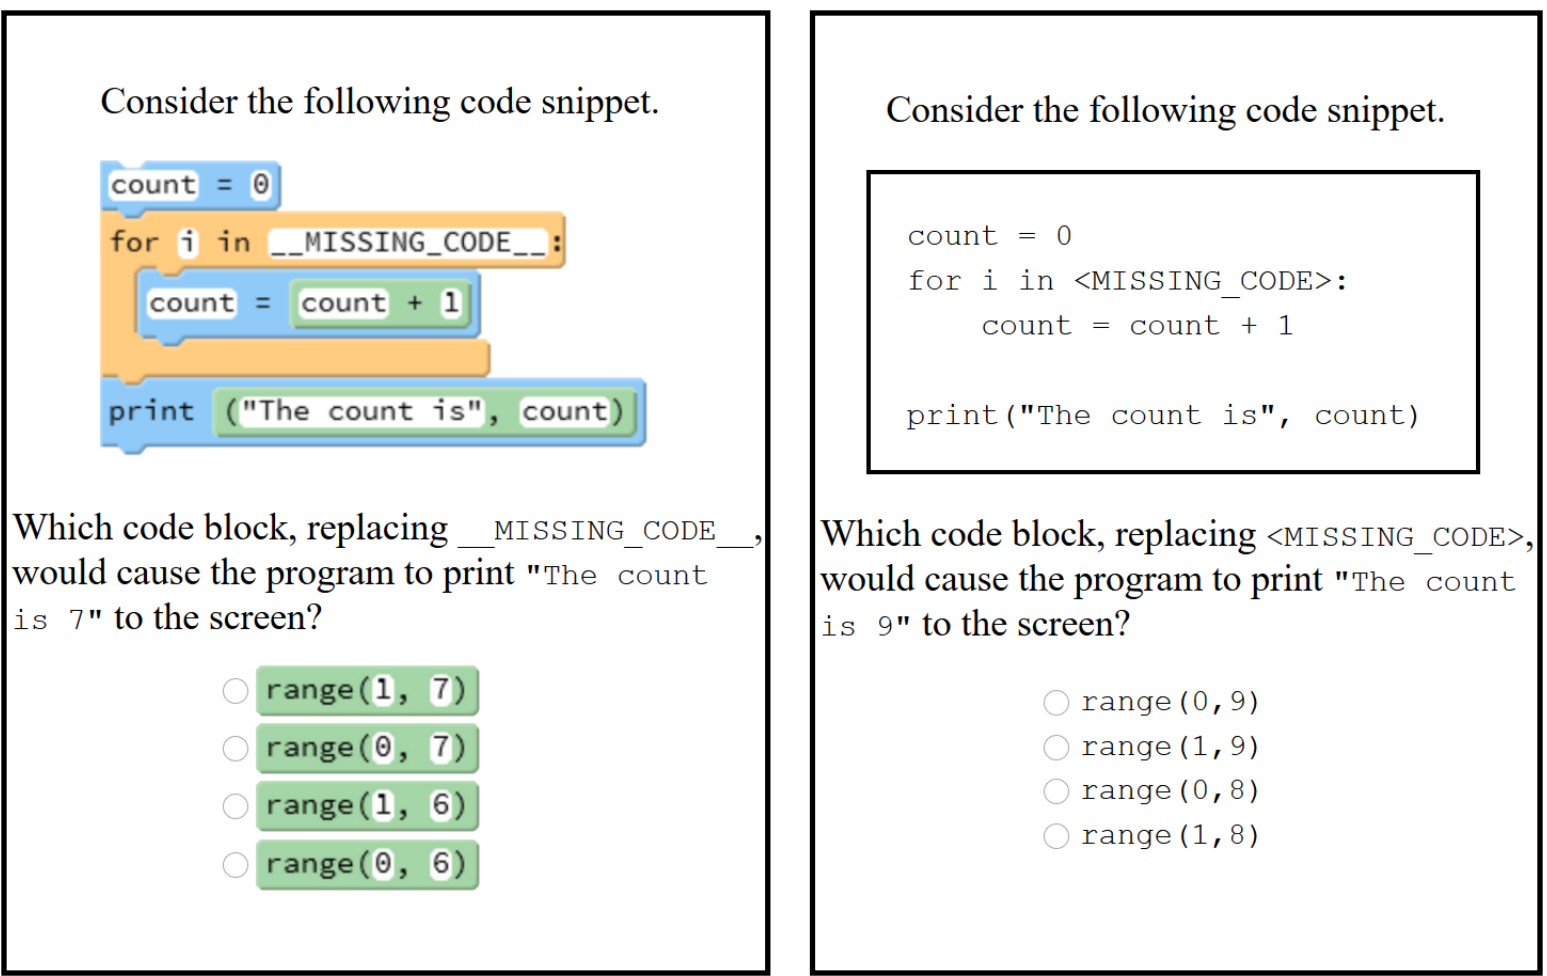 Consider the following code snippet.
count = 0
for i in __MISSING_CODE__:
count = count + 1
print ("The count is", count)
Which code block, replacing __MISSING_CODE__,
would cause the program to print "The count
is 7" to the screen?
range(1, 7)
range(0, 7)
range(1, 6)
range(0, 6)
Consider the following code snippet.
count = 0
for i in <MISSING_CODE>:
count = count + 1
print("The count is", count)
Which code block, replacing <MISSING_CODE>,
would cause the program to print "The count
is 9" to the screen?
range(0,9)
range(1,9)
range(0,8)
range(1,8)